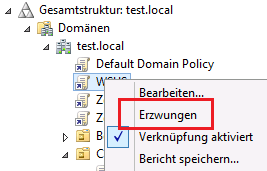 Gesamtstruktur: test.local
Domänen
test.local
Default Domain Policy
WSUS
Bearbeiten...
Z
Erzwungen
Z
B
Verknüpfung aktiviert
C
Bericht speichern...